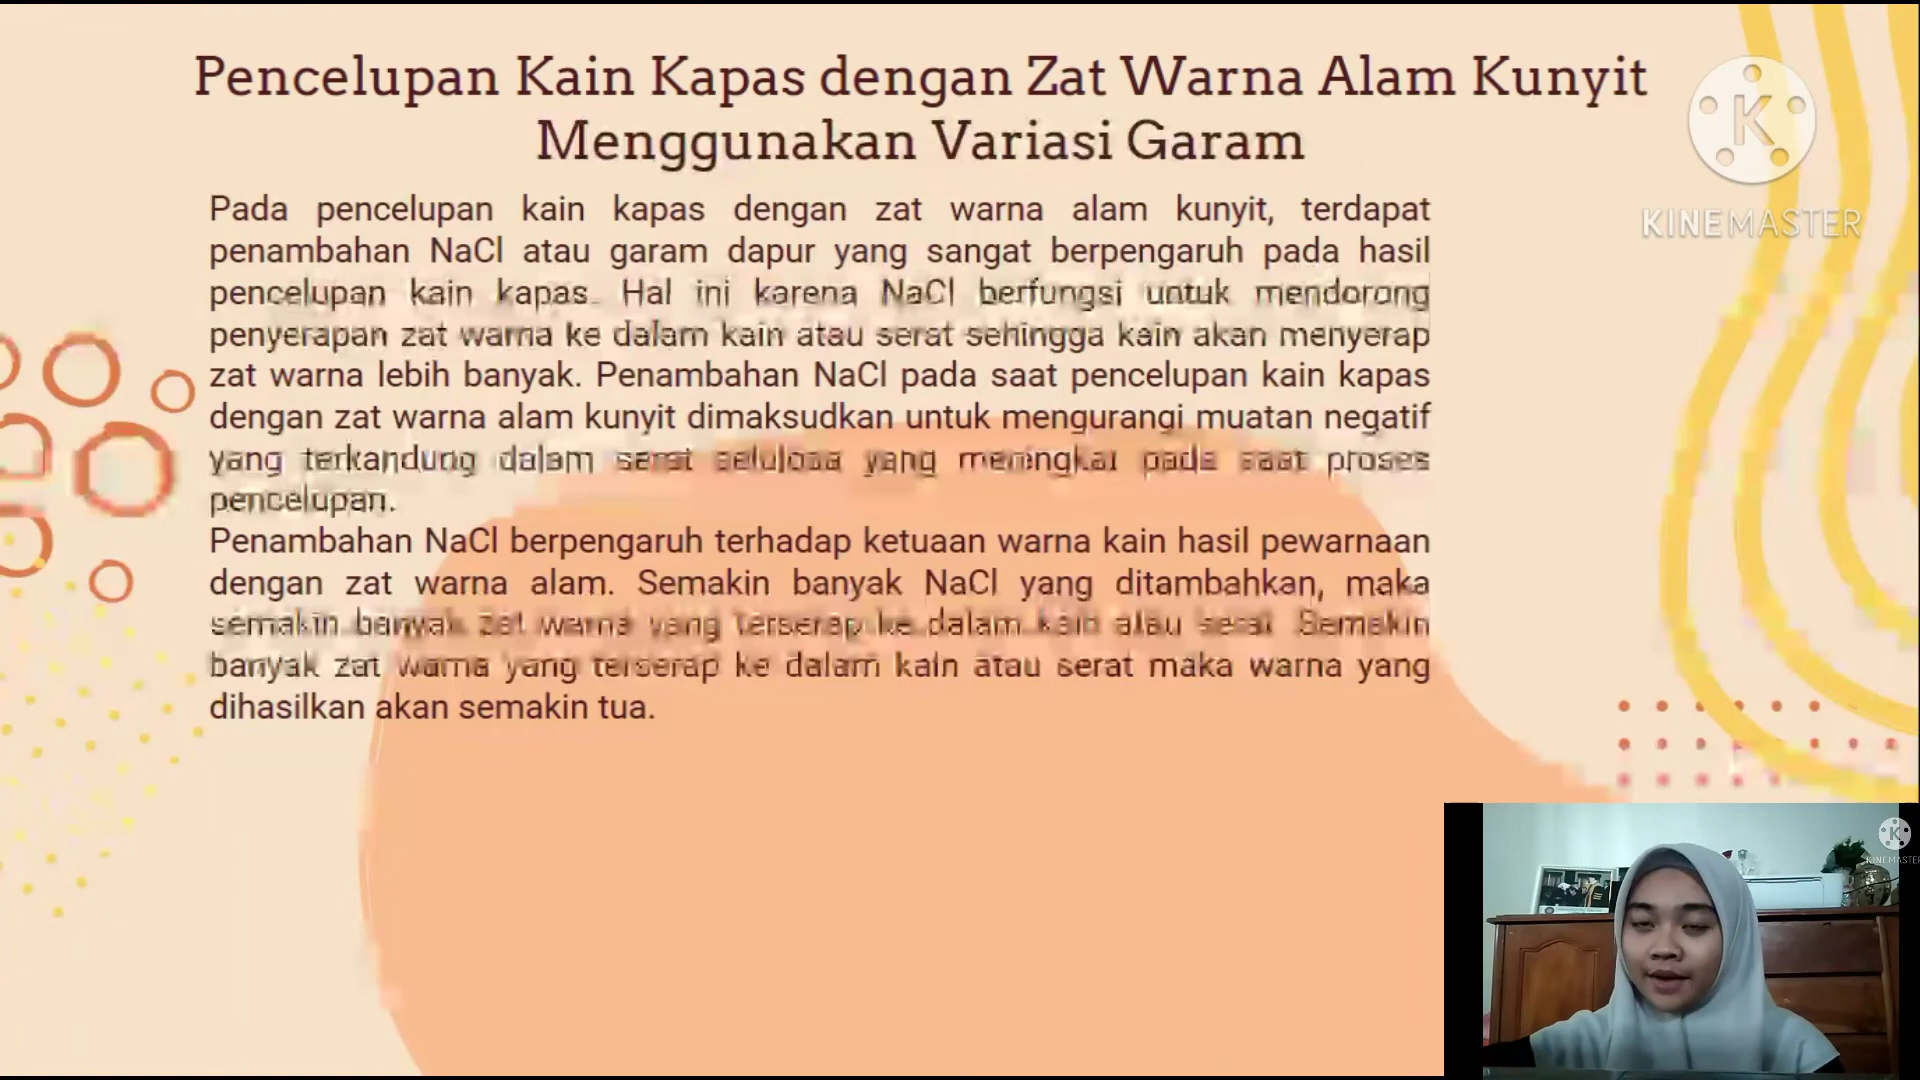 Pencelupan Kain Kapas dengan Zat Warna Alam Kunyit
Menggunakan Variasi Garam
KINEMASTER
Pada pencelupan kain kapas dengan zat warna alam kunyit, terdapat
penambahan NaCl atau garam dapur yang sangat berpengaruh pada hasil
pencelupan kain kapas. Hal ini karena NaCl berfungsi untuk mendorong
penyerapan zat warna ke dalam kain atau serat sehingga kain akan menyerap
zat warna lebih banyak. Penambahan NaCl pada saat pencelupan kain kapas
dengan zat warna alam kunyit dimaksudkan untuk mengurangi muatan negatif
yang terkandung dalam serat selulosa yang meningkat pada saat proses
pencelupan.
Penambahan NaCl berpengaruh terhadap ketuaan warna kain hasil pewarnaan
dengan zat warna alam. Semakin banyak NaCl yang ditambahkan, maka
semakin banyak zat warna yang terserap ke dalam kain atau serat. Semakin
banyak zat warna yang terserap ke dalam kain atau serat maka warna yang
dihasilkan akan semakin tua.
KINEMASTER